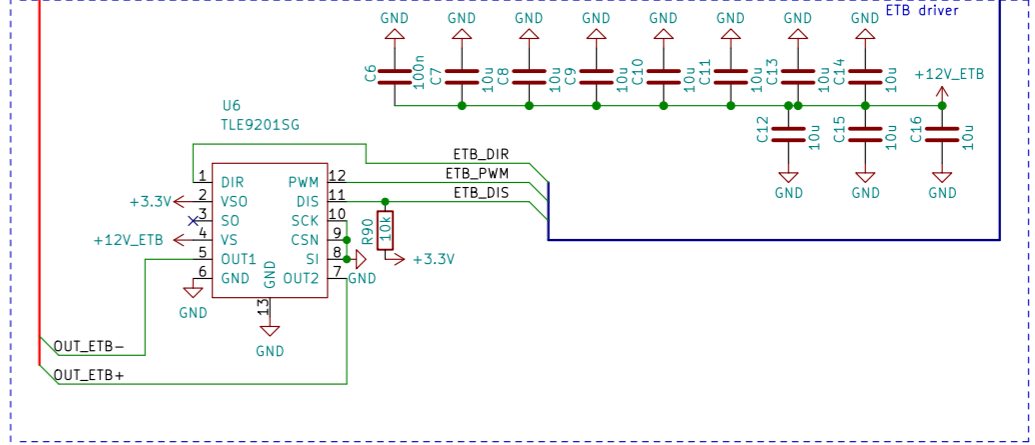 ETB driver
GND GND GND GND GND GND GND GND
C6 100n C7 10u C8 10u C9 10u C10 10u C11 10u C13 10u C14 10u
+12V_ETB
C12 10u C15 10u C16 10u
GND GND GND
U6
TLE9201SG
ETB_DIR
ETB_PWM
ETB_DIS
1 DIR PWM 12
+3.3V 2 VSO DIS 11
3 SO SCK 10
+12V_ETB 4 VS CSN 9
5 OUT1 SI 8 GND
6 GND OUT2 7
GND
13
R90 10k
+3.3V
GND
GND
OUT_ETB-
OUT_ETB+